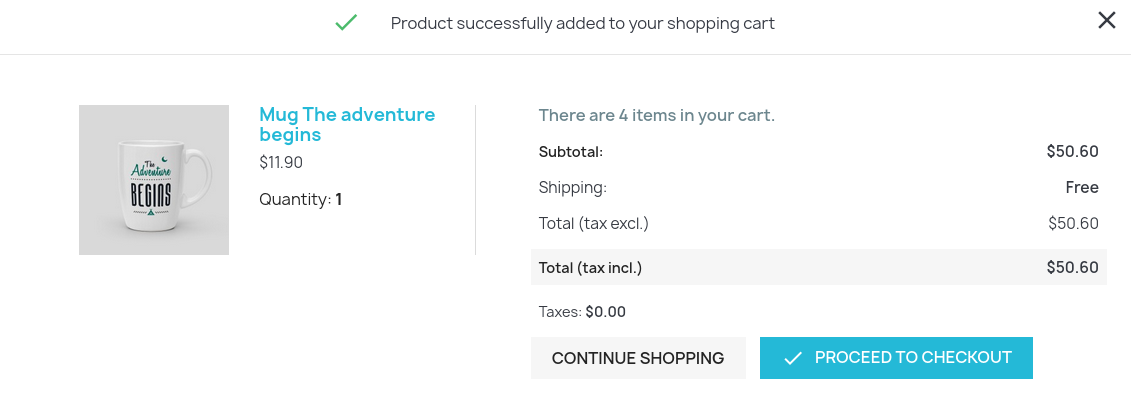 Product successfully added to your shopping cart
Mug The adventure
begins
$11.90
Quantity: 1
The
Adventure
BEGINS
There are 4 items in your cart.
Subtotal: $50.60
Shipping: Free
Total (tax excl.) $50.60
Total (tax incl.) $50.60
Taxes: $0.00
CONTINUE SHOPPING
PROCEED TO CHECKOUT